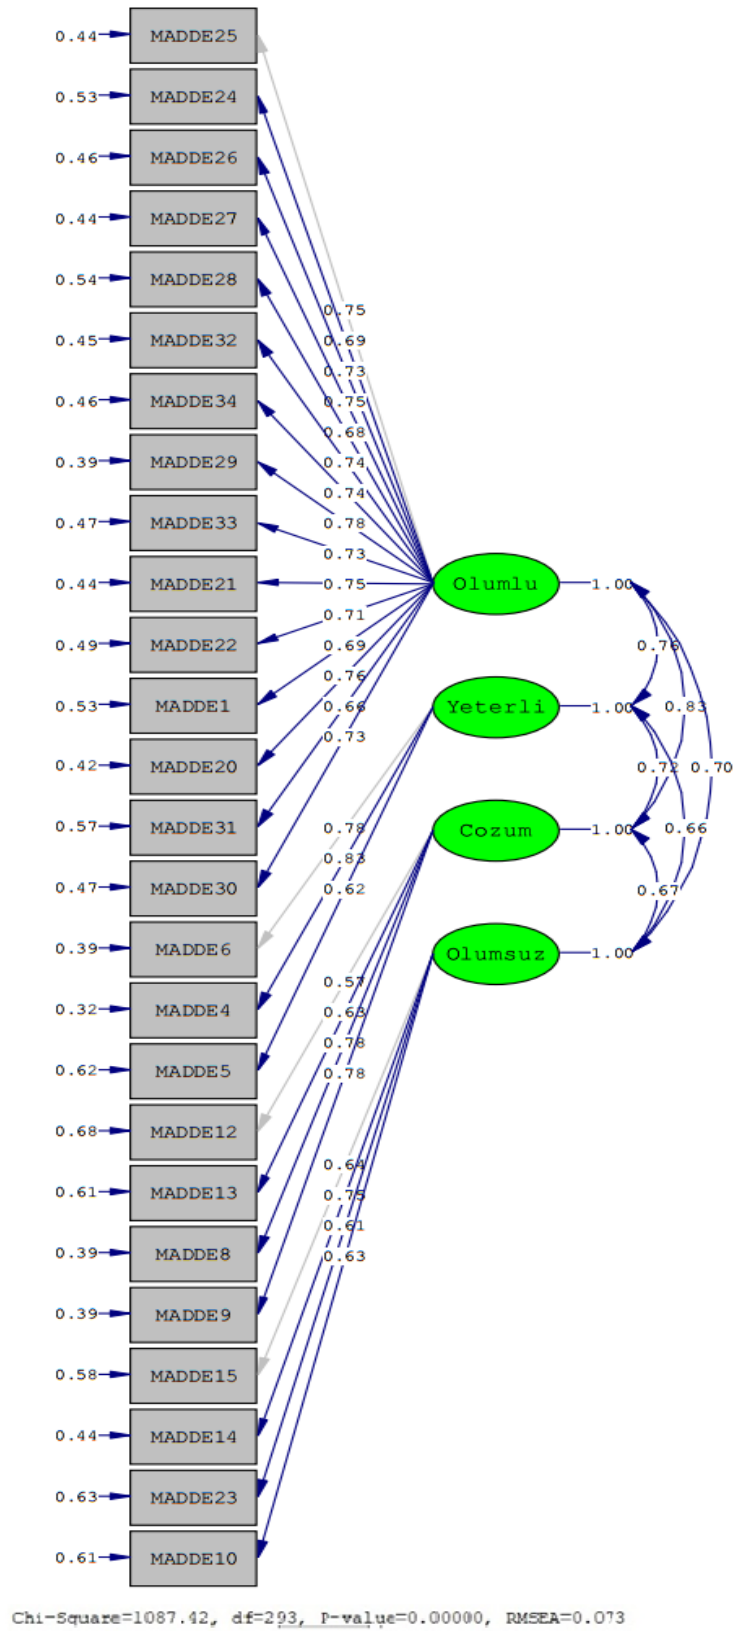 0.44 MADDE25
0.53 MADDE24
0.46 MADDE26
0.44 MADDE27
0.54 MADDE28
0.75
0.45 MADDE32 0.69
0.73
0.46 MADDE34 0.75
0.68
0.39 MADDE29 0.74
0.74
0.47 MADDE33 0.78
0.73
0.44 MADDE21 0.75 Olumlu 1.00
0.71
0.49 MADDE22 0.69 0.76
0.76
0.53 MADDE1 0.66 Yeterli 1.00 0.83
0.73
0.42 MADDE20 0.72 0.70
0.57 MADDE31 0.78 Cozum 1.00 0.66
0.83
0.47 MADDE30 0.62 0.67
0.39 MADDE6 Olumsuz 1.00
0.57
0.32 MADDE4 0.63
0.78
0.62 MADDE5 0.78
0.68 MADDE12
0.64
0.61 MADDE13 0.75
0.61
0.39 MADDE8 0.63
0.39 MADDE9
0.58 MADDE15
0.44 MADDE14
0.63 MADDE23
0.61 MADDE10
Chi-Square=1087.42, df=293, P-value=0.00000, RMSEA=0.073